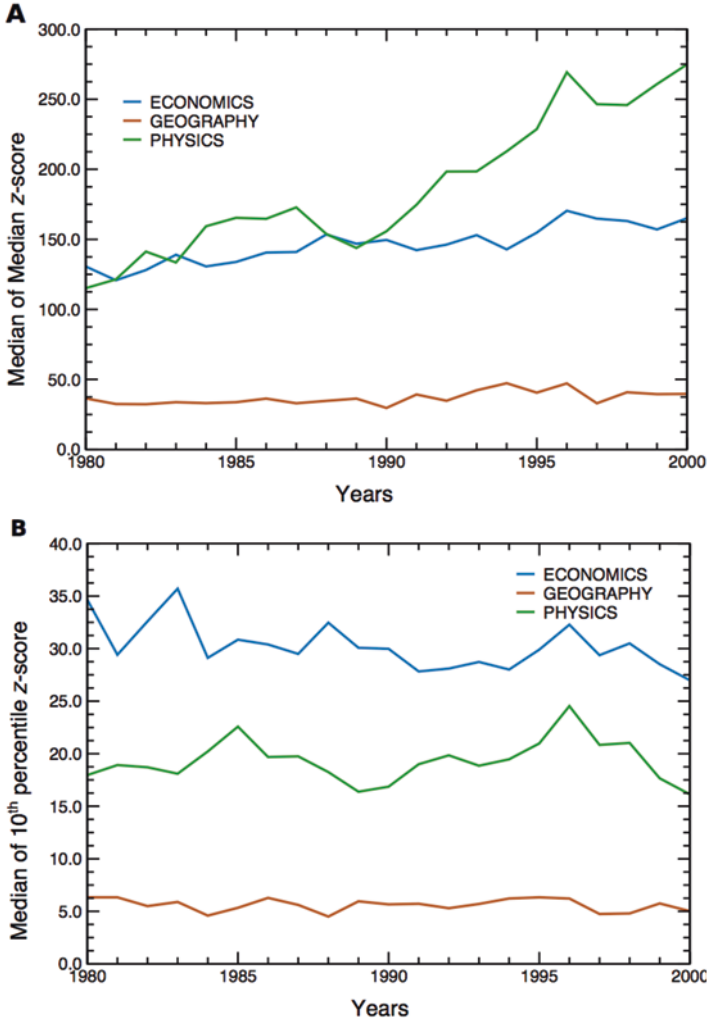 A
300.0
250.0
200.0
150.0
100.0
50.0
0.0
Median of Median z-score
ECONOMICS
GEOGRAPHY
PHYSICS
1980 1985 1990 1995 2000
Years
B
40.0
35.0
30.0
25.0
20.0
15.0
10.0
5.0
0.0
Median of 10th percentile z-score
ECONOMICS
GEOGRAPHY
PHYSICS
1980 1985 1990 1995 2000
Years